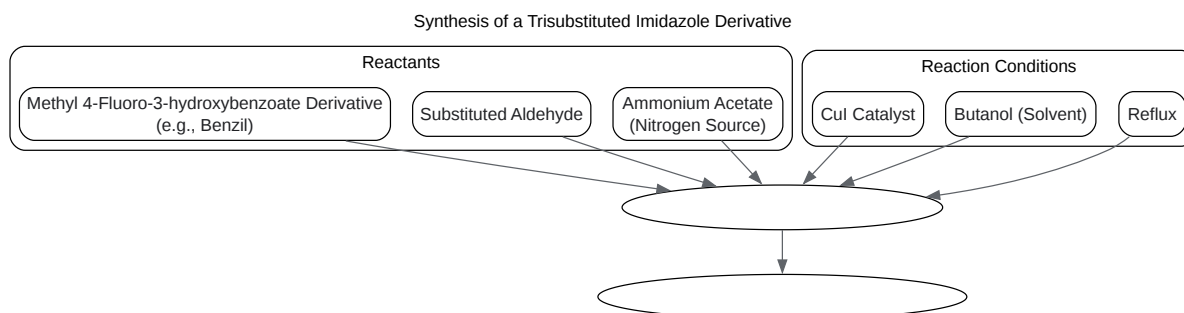 Synthesis of a Trisubstituted Imidazole Derivative
Reactants
Reaction Conditions
Methyl 4-Fluoro-3-hydroxybenzoate Derivative
(e.g., Benzil)
Substituted Aldehyde
Ammonium Acetate
(Nitrogen Source)
CuI Catalyst
Butanol (Solvent)
Reflux